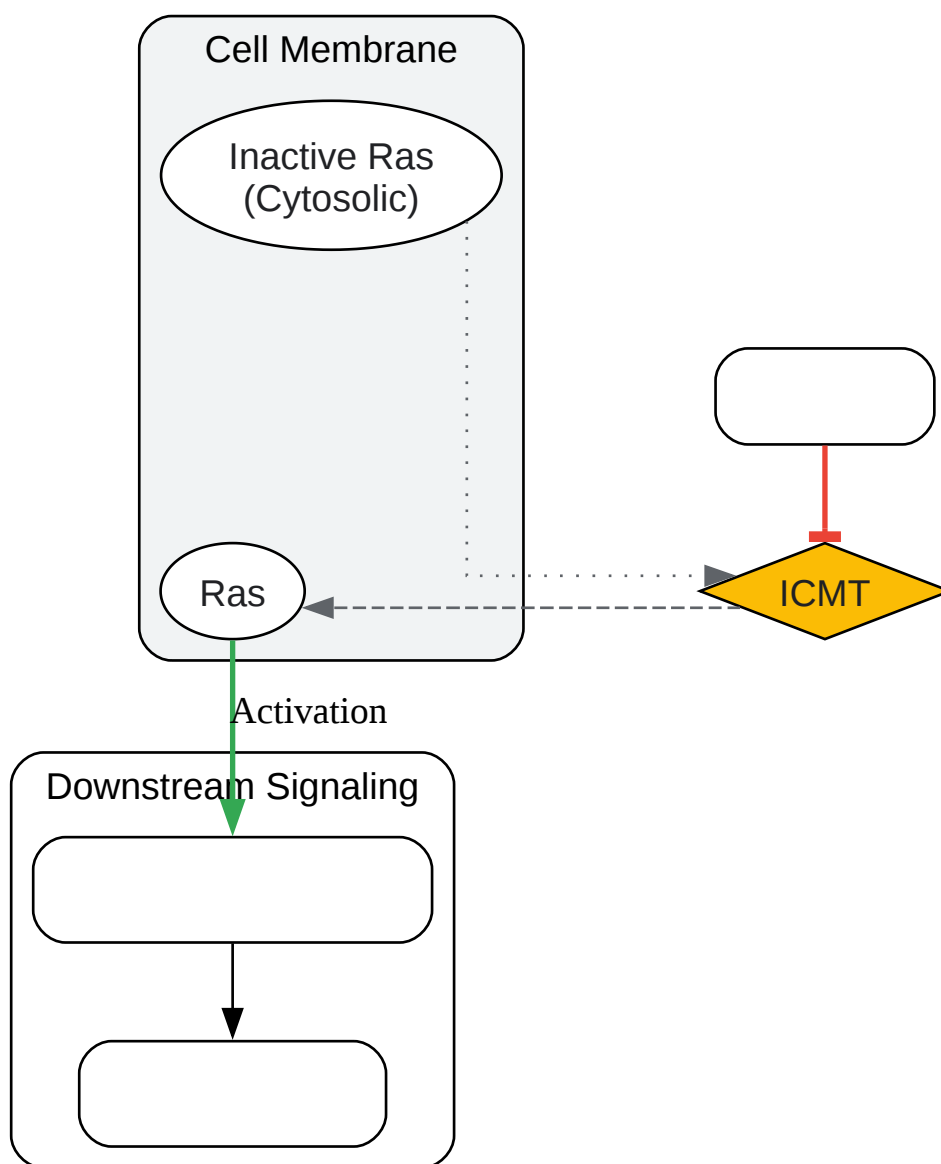 Cell Membrane
Inactive Ras
(Cytosolic)
Ras
ICMT
Activation
Downstream Signaling